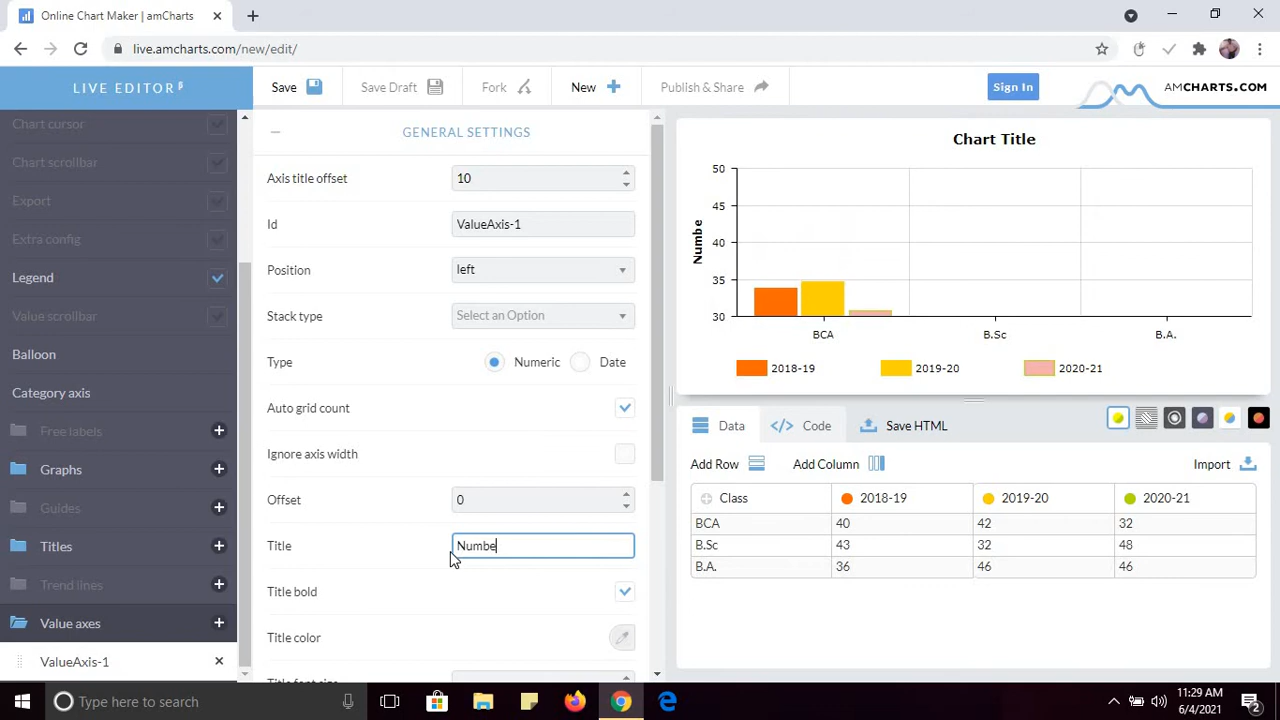 Online Chart Maker | amCharts
live.amcharts.com/new/edit/
LIVE EDITOR β
Save
Save Draft
Fork
New
Publish & Share
Sign In
AMCHARTS.COM
Chart cursor
Chart scrollbar
Export
Extra config
Legend
Value scrollbar
Balloon
Category axis
Free labels
Graphs
Guides
Titles
Trend lines
Value axes
ValueAxis-1
GENERAL SETTINGS
Axis title offset 10
Id ValueAxis-1
Position left
Stack type Select an Option
Type Numeric Date
Auto grid count
Ignore axis width
Offset 0
Title Numbe
Title bold
Title color
Title font size
Chart Title
50
45
40
35
30
Numbe
BCA B.Sc B.A.
2018-19 2019-20 2020-21
Data </> Code Save HTML
Add Row Add Column Import
Class 2018-19 2019-20 2020-21
BCA 40 42 32
B.Sc 43 32 48
B.A. 36 46 46
Type here to search
11:29 AM
6/4/2021
2